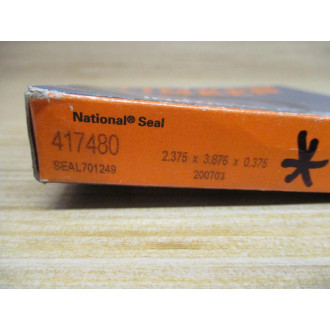 National® Seal
417480
SEAL701249
2.375 x 3.876 x 0.375
200703